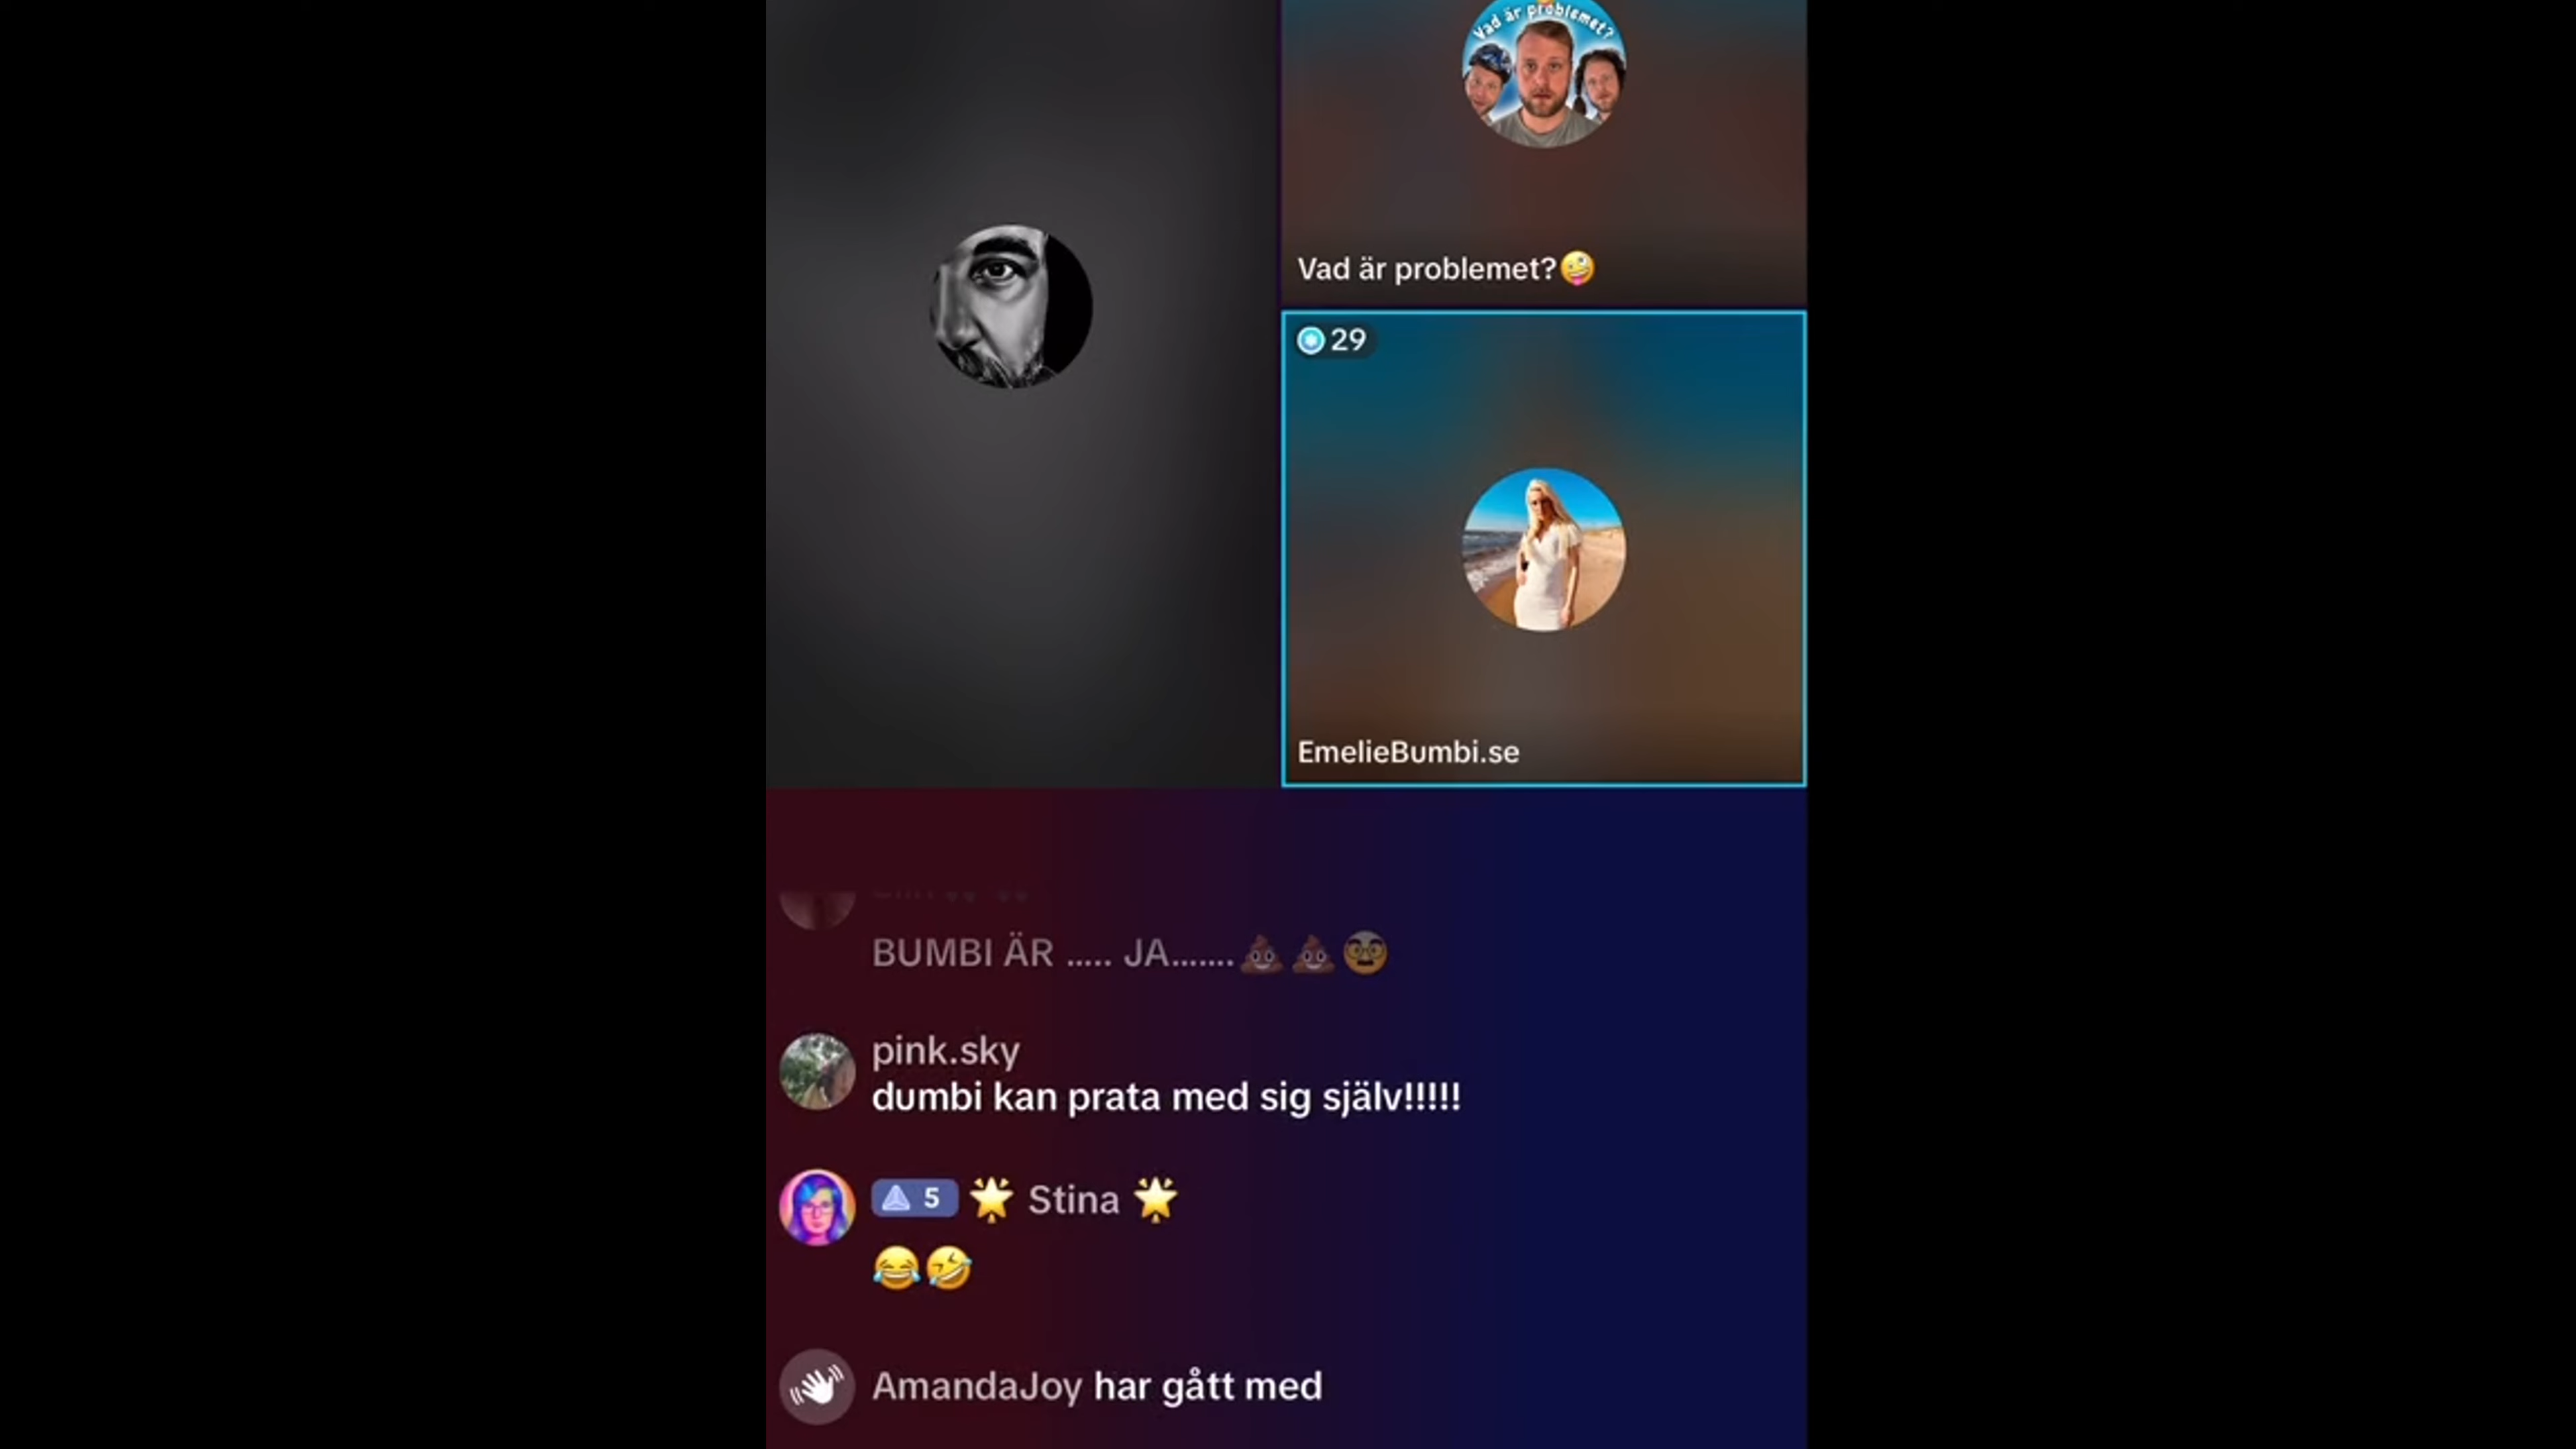 Vad är problemet?
Vad är problemet?🤪
29
EmelieBumbi.se
BUMBI ÄR ..... JA.......💩💩🥸
pink.sky
dumbi kan prata med sig själv!!!!!
5 🌟 Stina 🌟
😂🤣
AmandaJoy har gått med